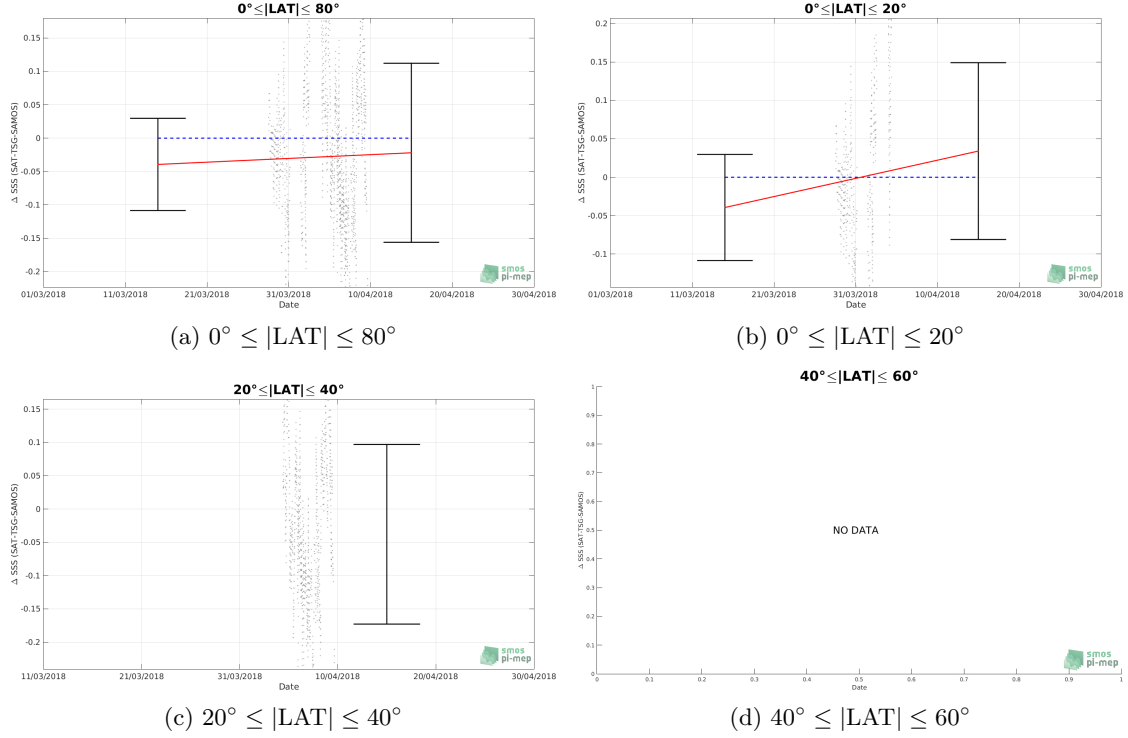 0°≤|LAT|≤ 80°
0.15
0.1
0.05
0
-0.05
-0.1
-0.15
-0.2
Δ SSS (SAT-TSG-SAMOS)
01/03/2018 11/03/2018 21/03/2018 31/03/2018 10/04/2018 20/04/2018 30/04/2018
Date
smos
pi-mep
(a) 0° ≤ |LAT| ≤ 80°
0°≤|LAT|≤ 20°
0.2
0.15
0.1
0.05
0
-0.05
-0.1
Δ SSS (SAT-TSG-SAMOS)
01/03/2018 11/03/2018 21/03/2018 31/03/2018 10/04/2018 20/04/2018 30/04/2018
Date
smos
pi-mep
(b) 0° ≤ |LAT| ≤ 20°
20°≤|LAT|≤ 40°
0.15
0.1
0.05
0
-0.05
-0.1
-0.15
-0.2
Δ SSS (SAT-TSG-SAMOS)
11/03/2018 21/03/2018 31/03/2018 10/04/2018 20/04/2018 30/04/2018
Date
smos
pi-mep
(c) 20° ≤ |LAT| ≤ 40°
40°≤|LAT|≤ 60°
1
0.9
0.8
0.7
0.6
0.5
0.4
0.3
0.2
0.1
0
Δ SSS (SAT-TSG-SAMOS)
NO DATA
0 0.1 0.2 0.3 0.4 0.5 0.6 0.7 0.8 0.9 1
Date
smos
pi-mep
(d) 40° ≤ |LAT| ≤ 60°